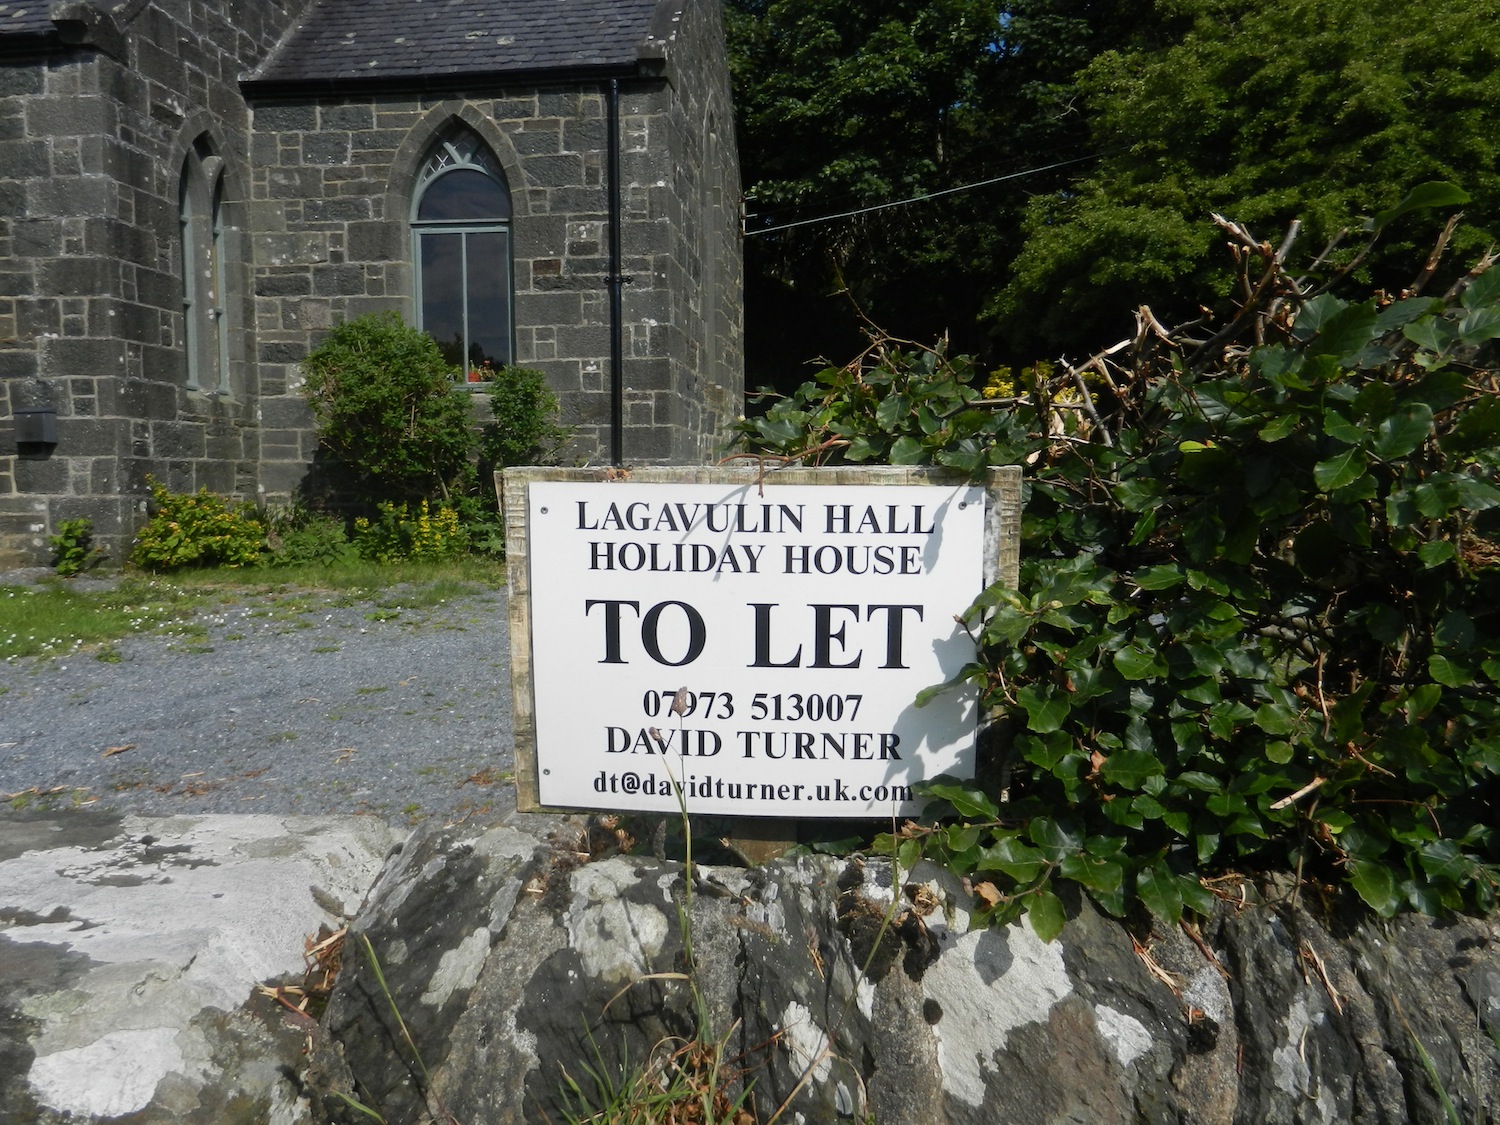 LAGAVULIN HALL
HOLIDAY HOUSE
TO LET
07973 513007
DAVID TURNER
dt@davidturner.uk.com